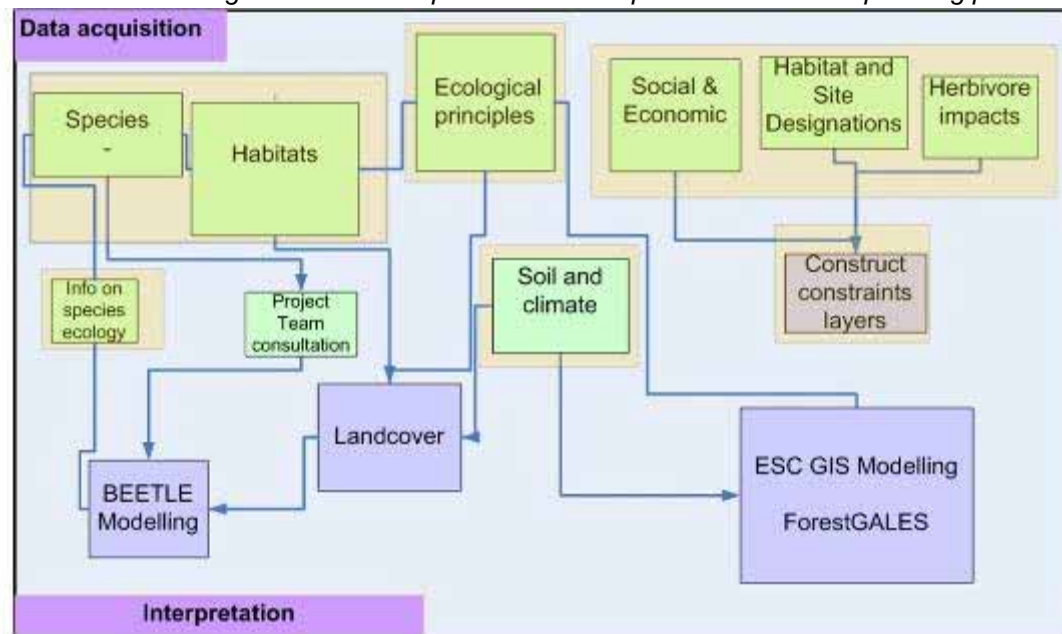 Data acquisition
Species
-
Habitats
Ecological
principles
Social &
Economic
Habitat and
Site
Designations
Herbivore
impacts
Info on
species
ecology
Project
Team
consultation
Soil and
climate
Construct
constraints
layers
Landcover
BEETLE
Modelling
ESC GIS Modelling
ForestGALES
Interpretation